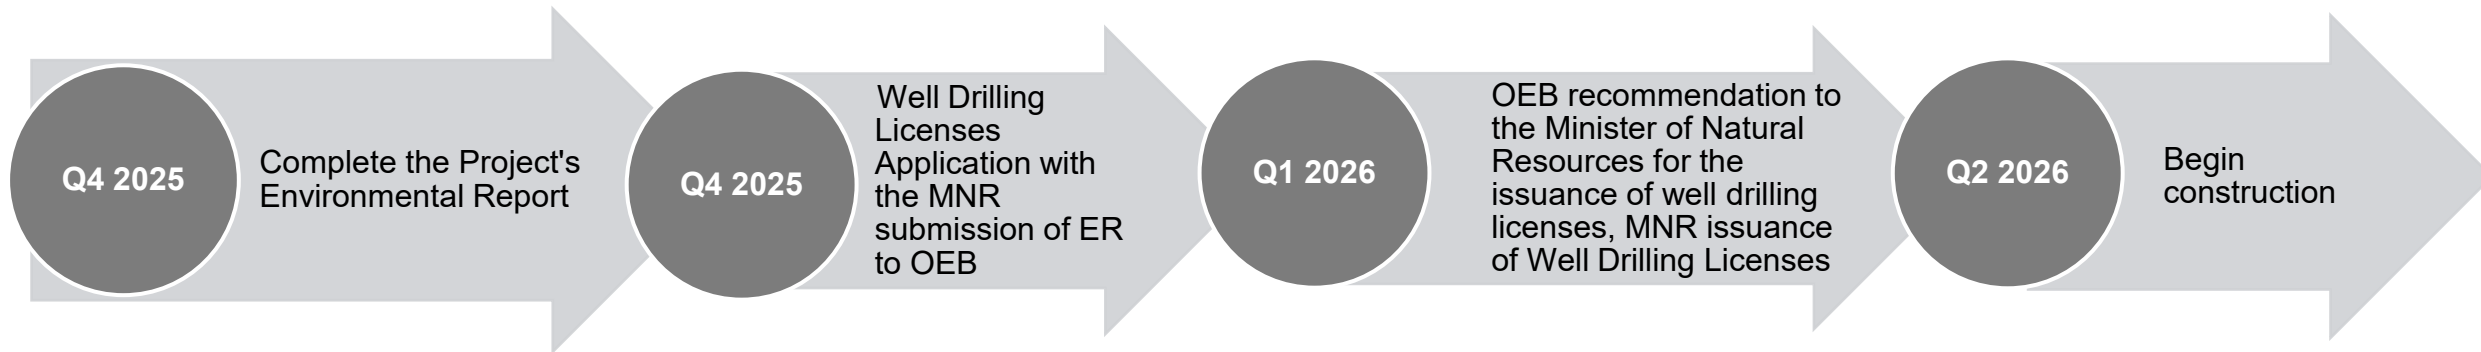 Q4 2025
Complete the Project's
Environmental Report
Q4 2025
Well Drilling
Licenses
Application with
the MNR
submission of ER
to OEB
Q1 2026
OEB recommendation to
the Minister of Natural
Resources for the
issuance of well drilling
licenses, MNR issuance
of Well Drilling Licenses
Q2 2026
Begin
construction